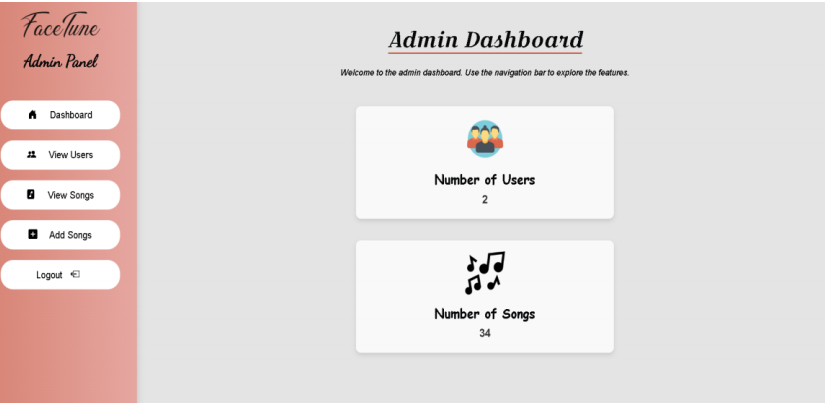 FaceTune
Admin Panel
Dashboard
View Users
View Songs
Add Songs
Logout
Admin Dashboard
Welcome to the admin dashboard. Use the navigation bar to explore the features.
Number of Users
2
Number of Songs
34